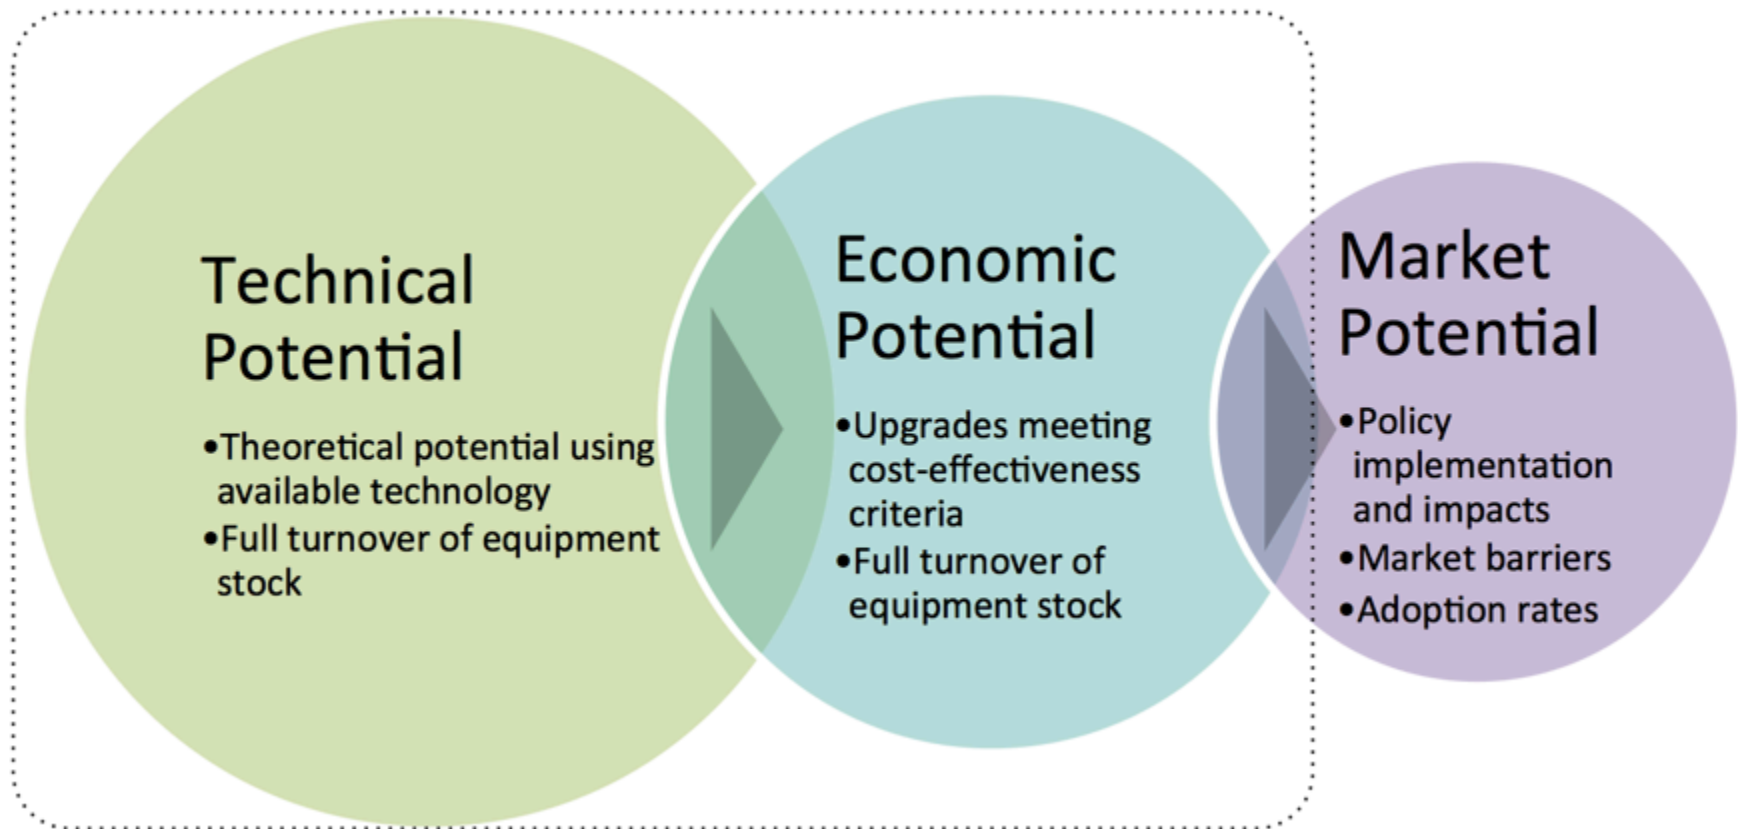 Technical
Potential
•Theoretical potential using
available technology
•Full turnover of equipment
stock
Economic
Potential
•Upgrades meeting
cost-effectiveness
criteria
•Full turnover of
equipment stock
Market
Potential
•Policy
implementation
and impacts
•Market barriers
•Adoption rates